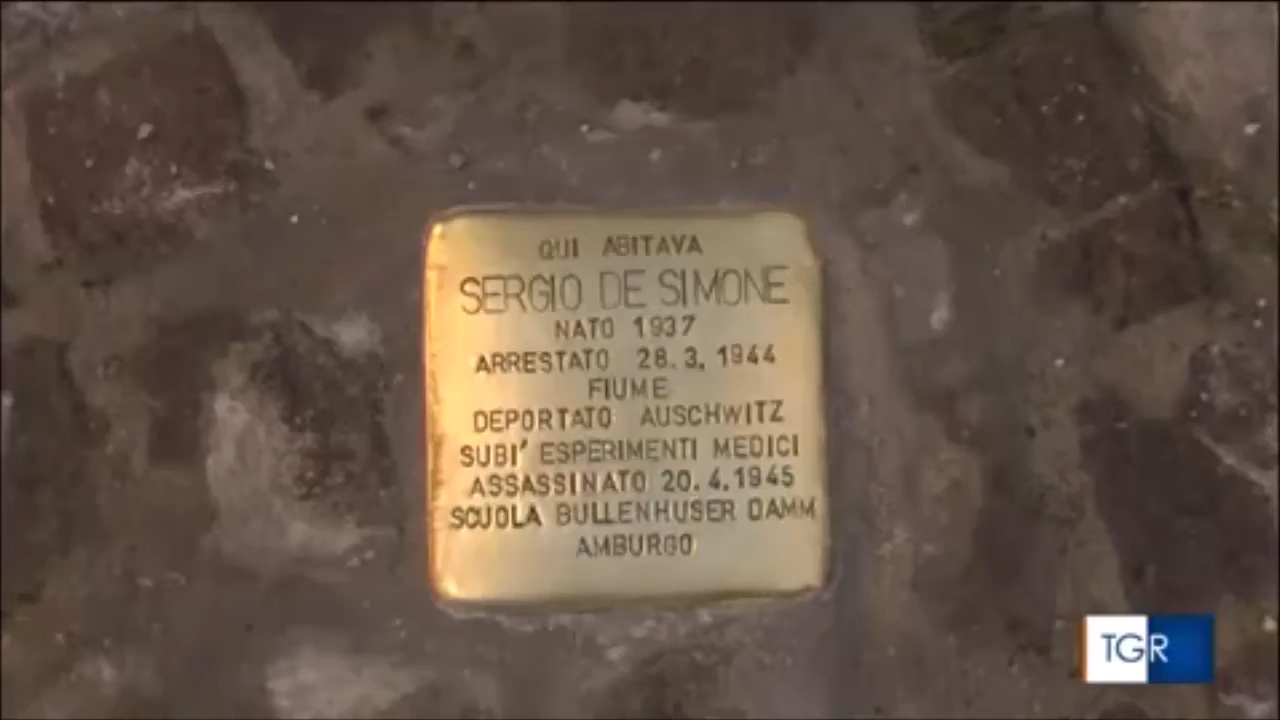 QUI ABITAVA
SERGIO DE SIMONE
NATO 1937
ARRESTATO 28.3.1944
FIUME
DEPORTATO AUSCHWITZ
SUBI' ESPERIMENTI MEDICI
ASSASSINATO 20.4.1945
SCUOLA BULLENHUSER DAMM
AMBURGO
TGR